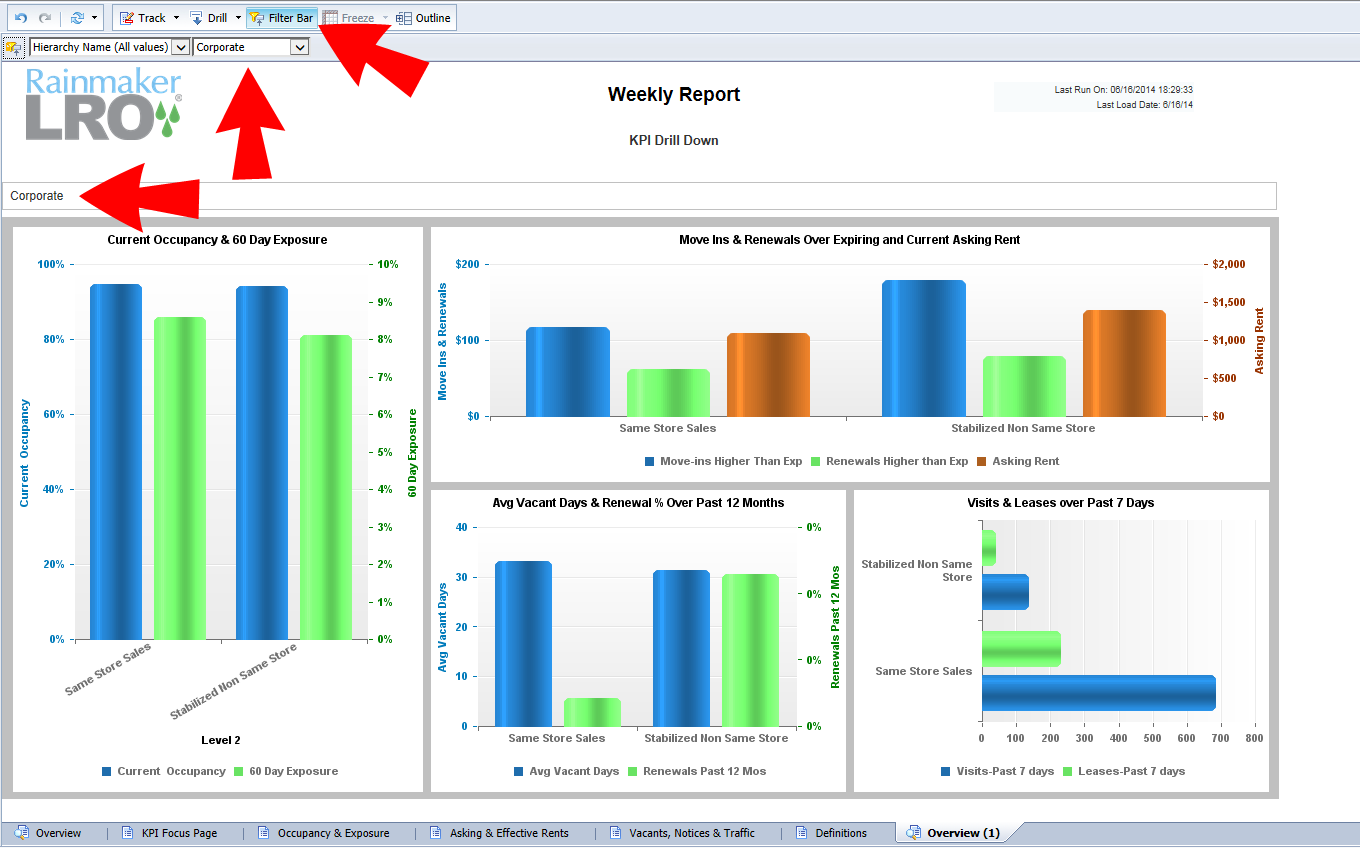 Track Drill Filter Bar Freeze Outline
Hierarchy Name (All values) Corporate
Rainmaker
LRO®
Weekly Report
KPI Drill Down
Last Run On: 06/16/2014 18:29:33
Last Load Date: 6/16/14
Corporate
Current Occupancy & 60 Day Exposure
100%
80%
60%
40%
20%
0%
Current Occupancy
10%
9%
8%
7%
6%
5%
4%
3%
2%
1%
0%
60 Day Exposure
Same Store Sales
Stabilized Non Same Store
Level 2
Current Occupancy 60 Day Exposure
Move Ins & Renewals Over Expiring and Current Asking Rent
$200
$100
$0
Move Ins & Renewals
$2,000
$1,500
$1,000
$500
$0
Asking Rent
Same Store Sales Stabilized Non Same Store
Move-ins Higher Than Exp Renewals Higher than Exp Asking Rent
Avg Vacant Days & Renewal % Over Past 12 Months
40
30
20
10
0
Avg Vacant Days
0%
0%
0%
0%
Renewals Past 12 Mos
Same Store Sales Stabilized Non Same Store
Avg Vacant Days Renewals Past 12 Mos
Visits & Leases over Past 7 Days
Stabilized Non Same
Store
Same Store Sales
0 100 200 300 400 500 600 700 800
Visits-Past 7 days Leases-Past 7 days
Overview KPI Focus Page Occupancy & Exposure Asking & Effective Rents Vacants, Notices & Traffic Definitions Overview (1)